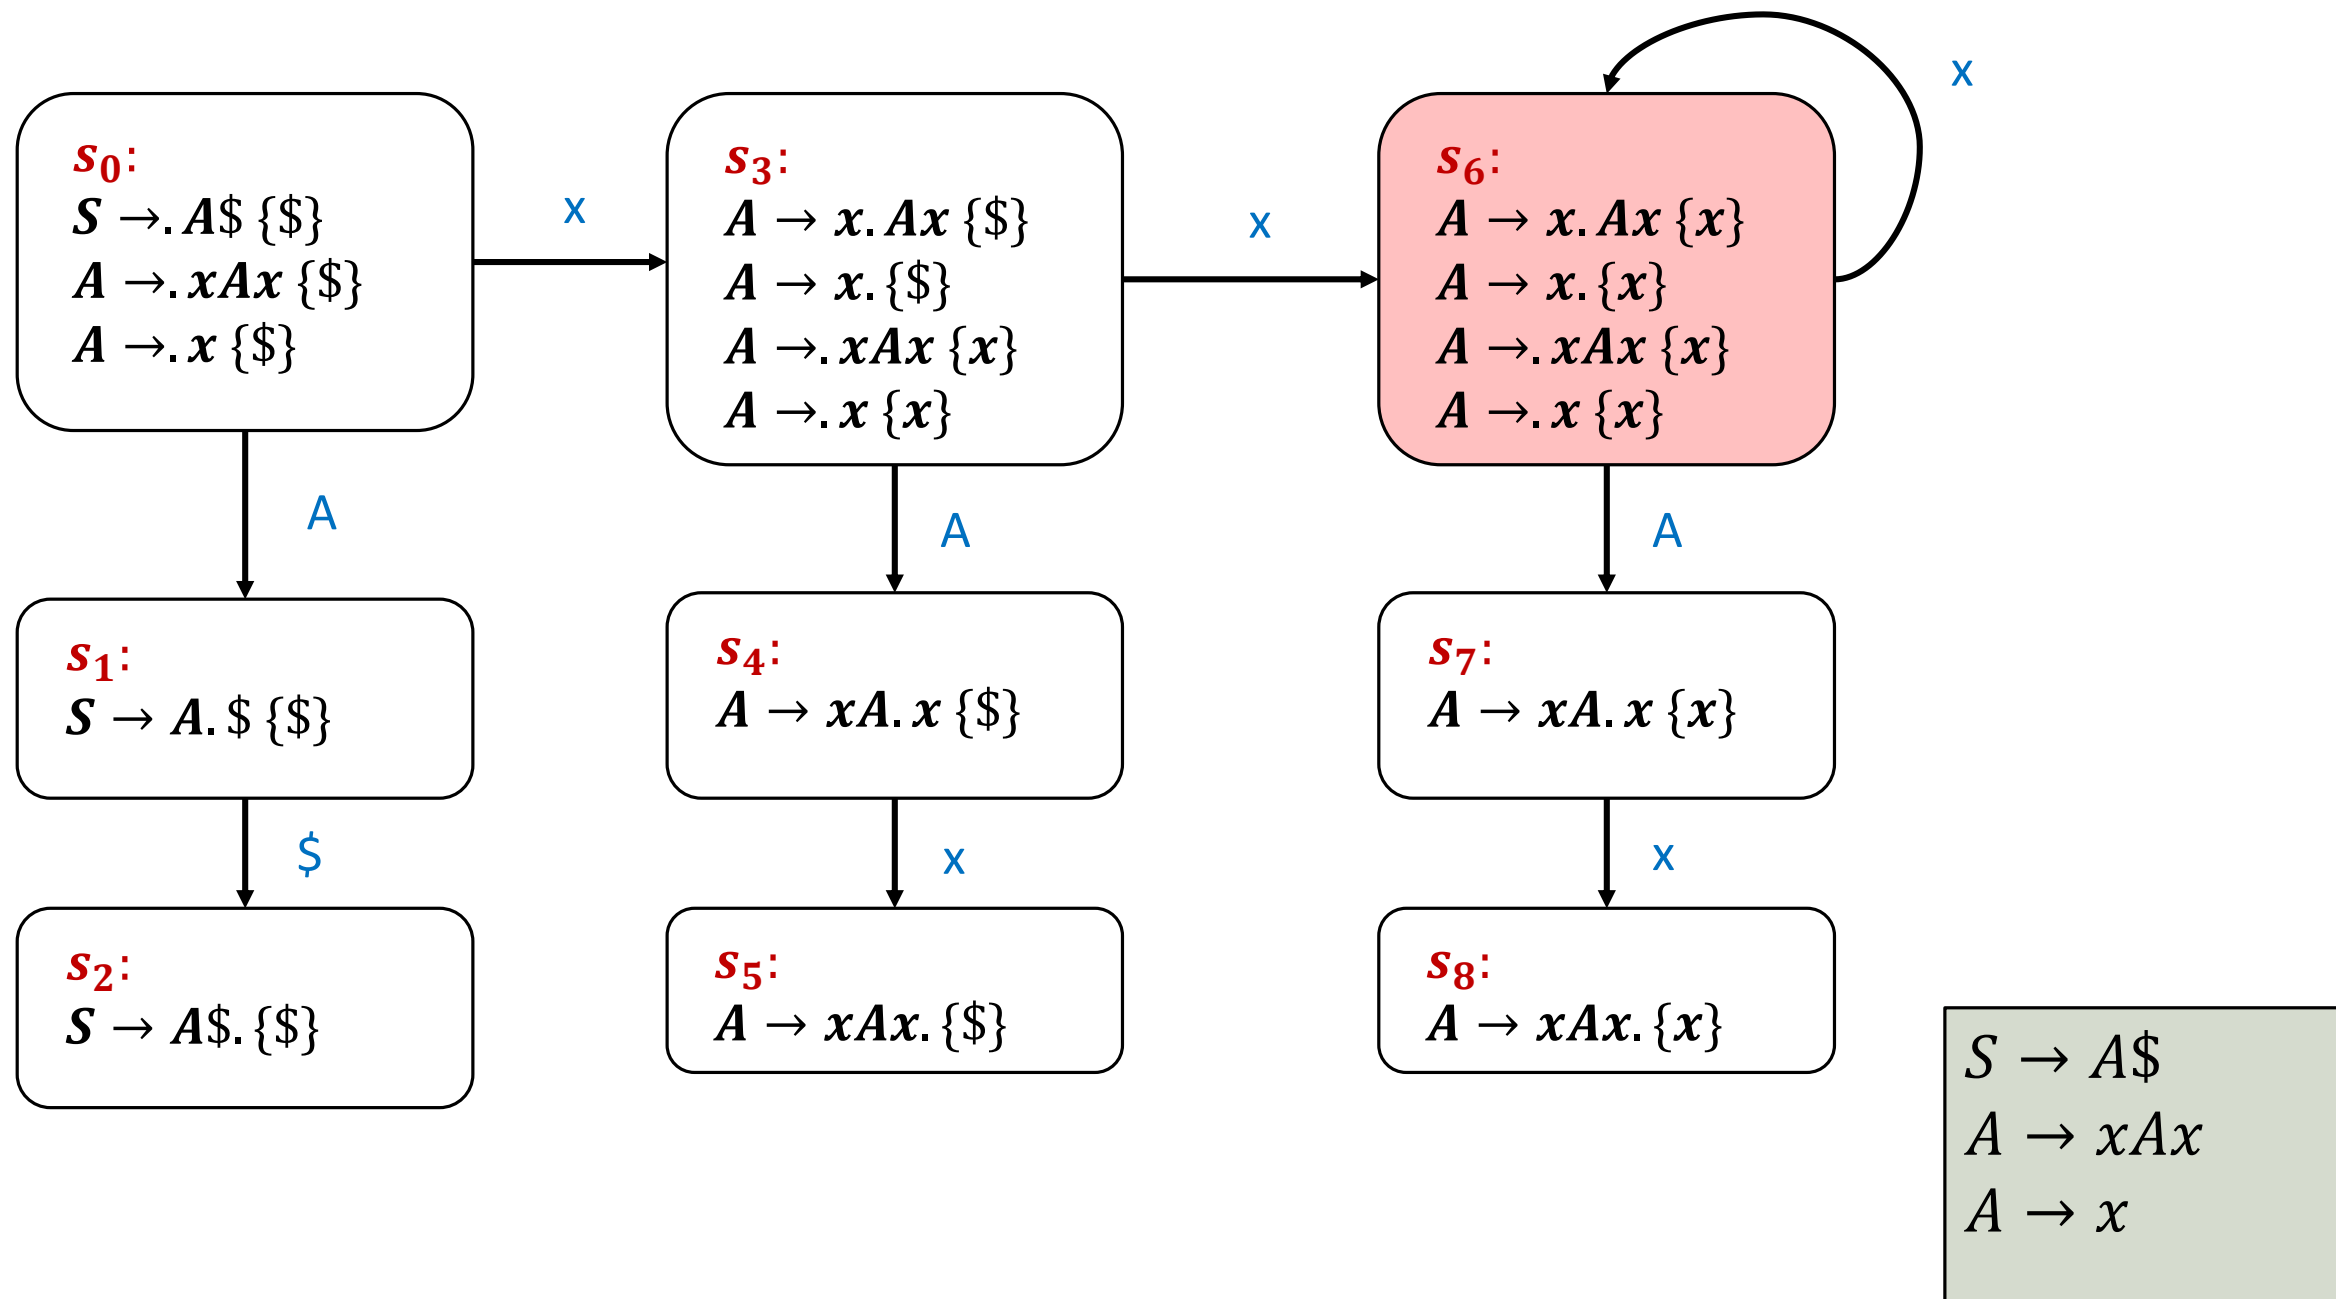 s₀:
S →. A$ {$}
A →. xAx {$}
A →. x {$}
x
s₃:
A → x. Ax {$}
A → x. {$}
A →. xAx {x}
A →. x {x}
x
s₆:
A → x. Ax {x}
A → x. {x}
A →. xAx {x}
A →. x {x}
x
A
A
A
s₁:
S → A. $ {$}
s₄:
A → xA. x {$}
s₇:
A → xA. x {x}
$
x
x
s₂:
S → A$. {$}
s₅:
A → xAx. {$}
s₈:
A → xAx. {x}
S → A$
A → xAx
A → x